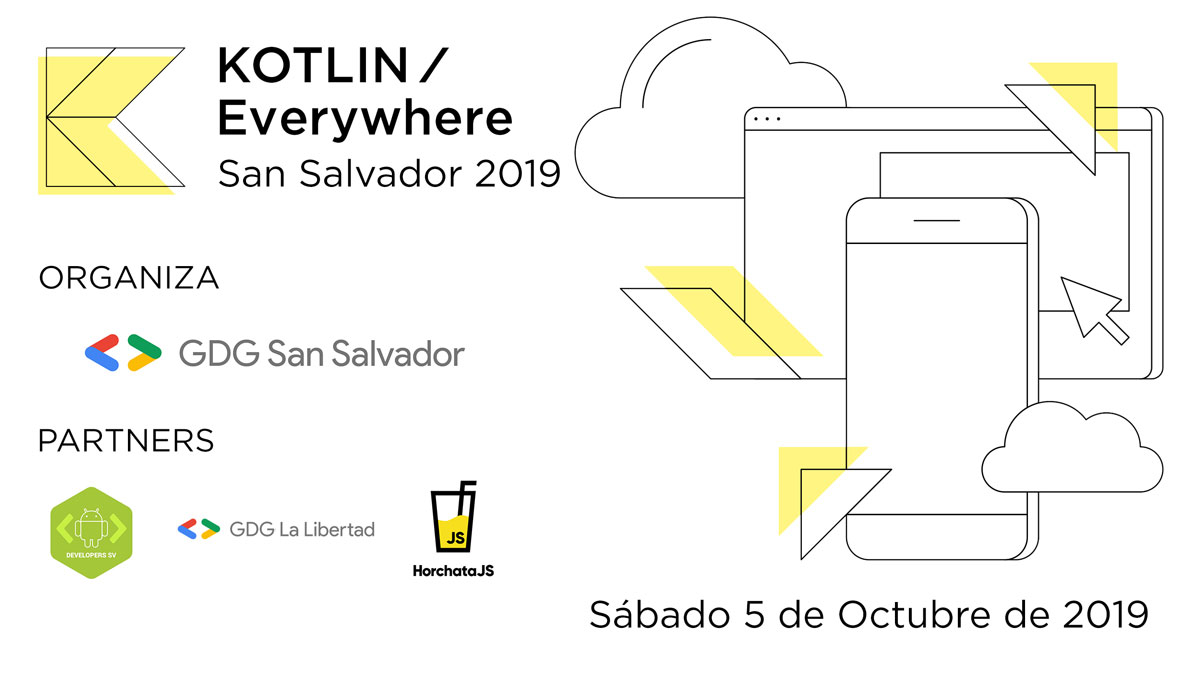 KOTLIN /
Everywhere
San Salvador 2019
ORGANIZA
GDG San Salvador
PARTNERS
DEVELOPERS SV
GDG La Libertad
JS
HorchataJS
Sábado 5 de Octubre de 2019